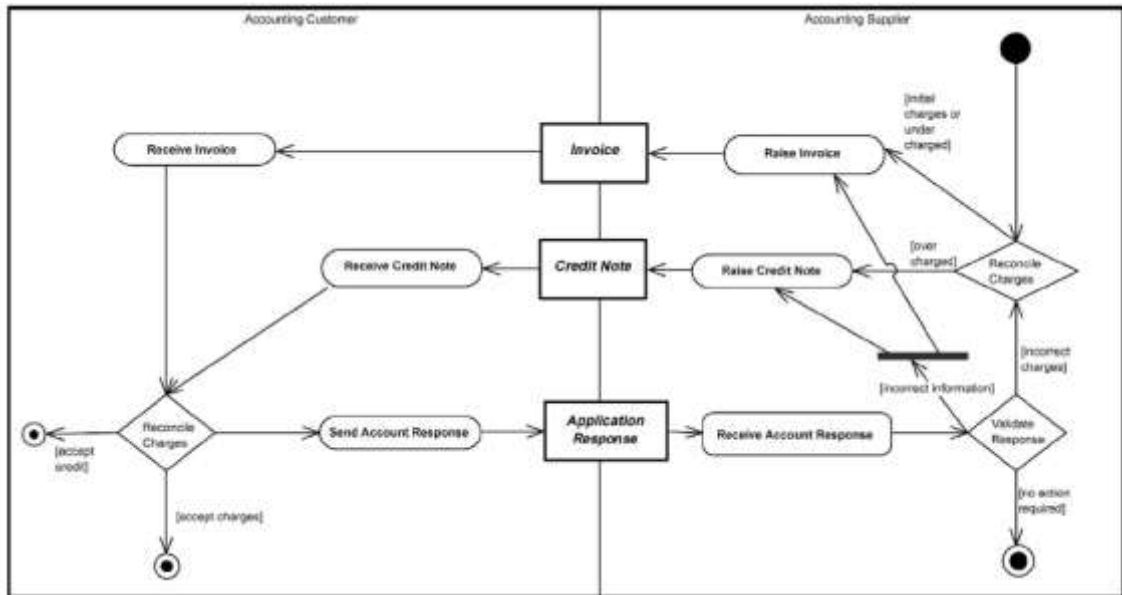 Accounting Customer
Accounting Supplier
[initial
charges or
under
charged]
Receive Invoice
Invoice
Raise Invoice
Receive Credit Note
Credit Note
Raise Credit Note
[over
charged]
Reconcile
Charges
[incorrect
charges]
[incorrect information]
Reconcile
Charges
Send Account Response
Application
Response
Receive Account Response
Validate
Response
[accept
credit]
[accept charges]
[no action
required]